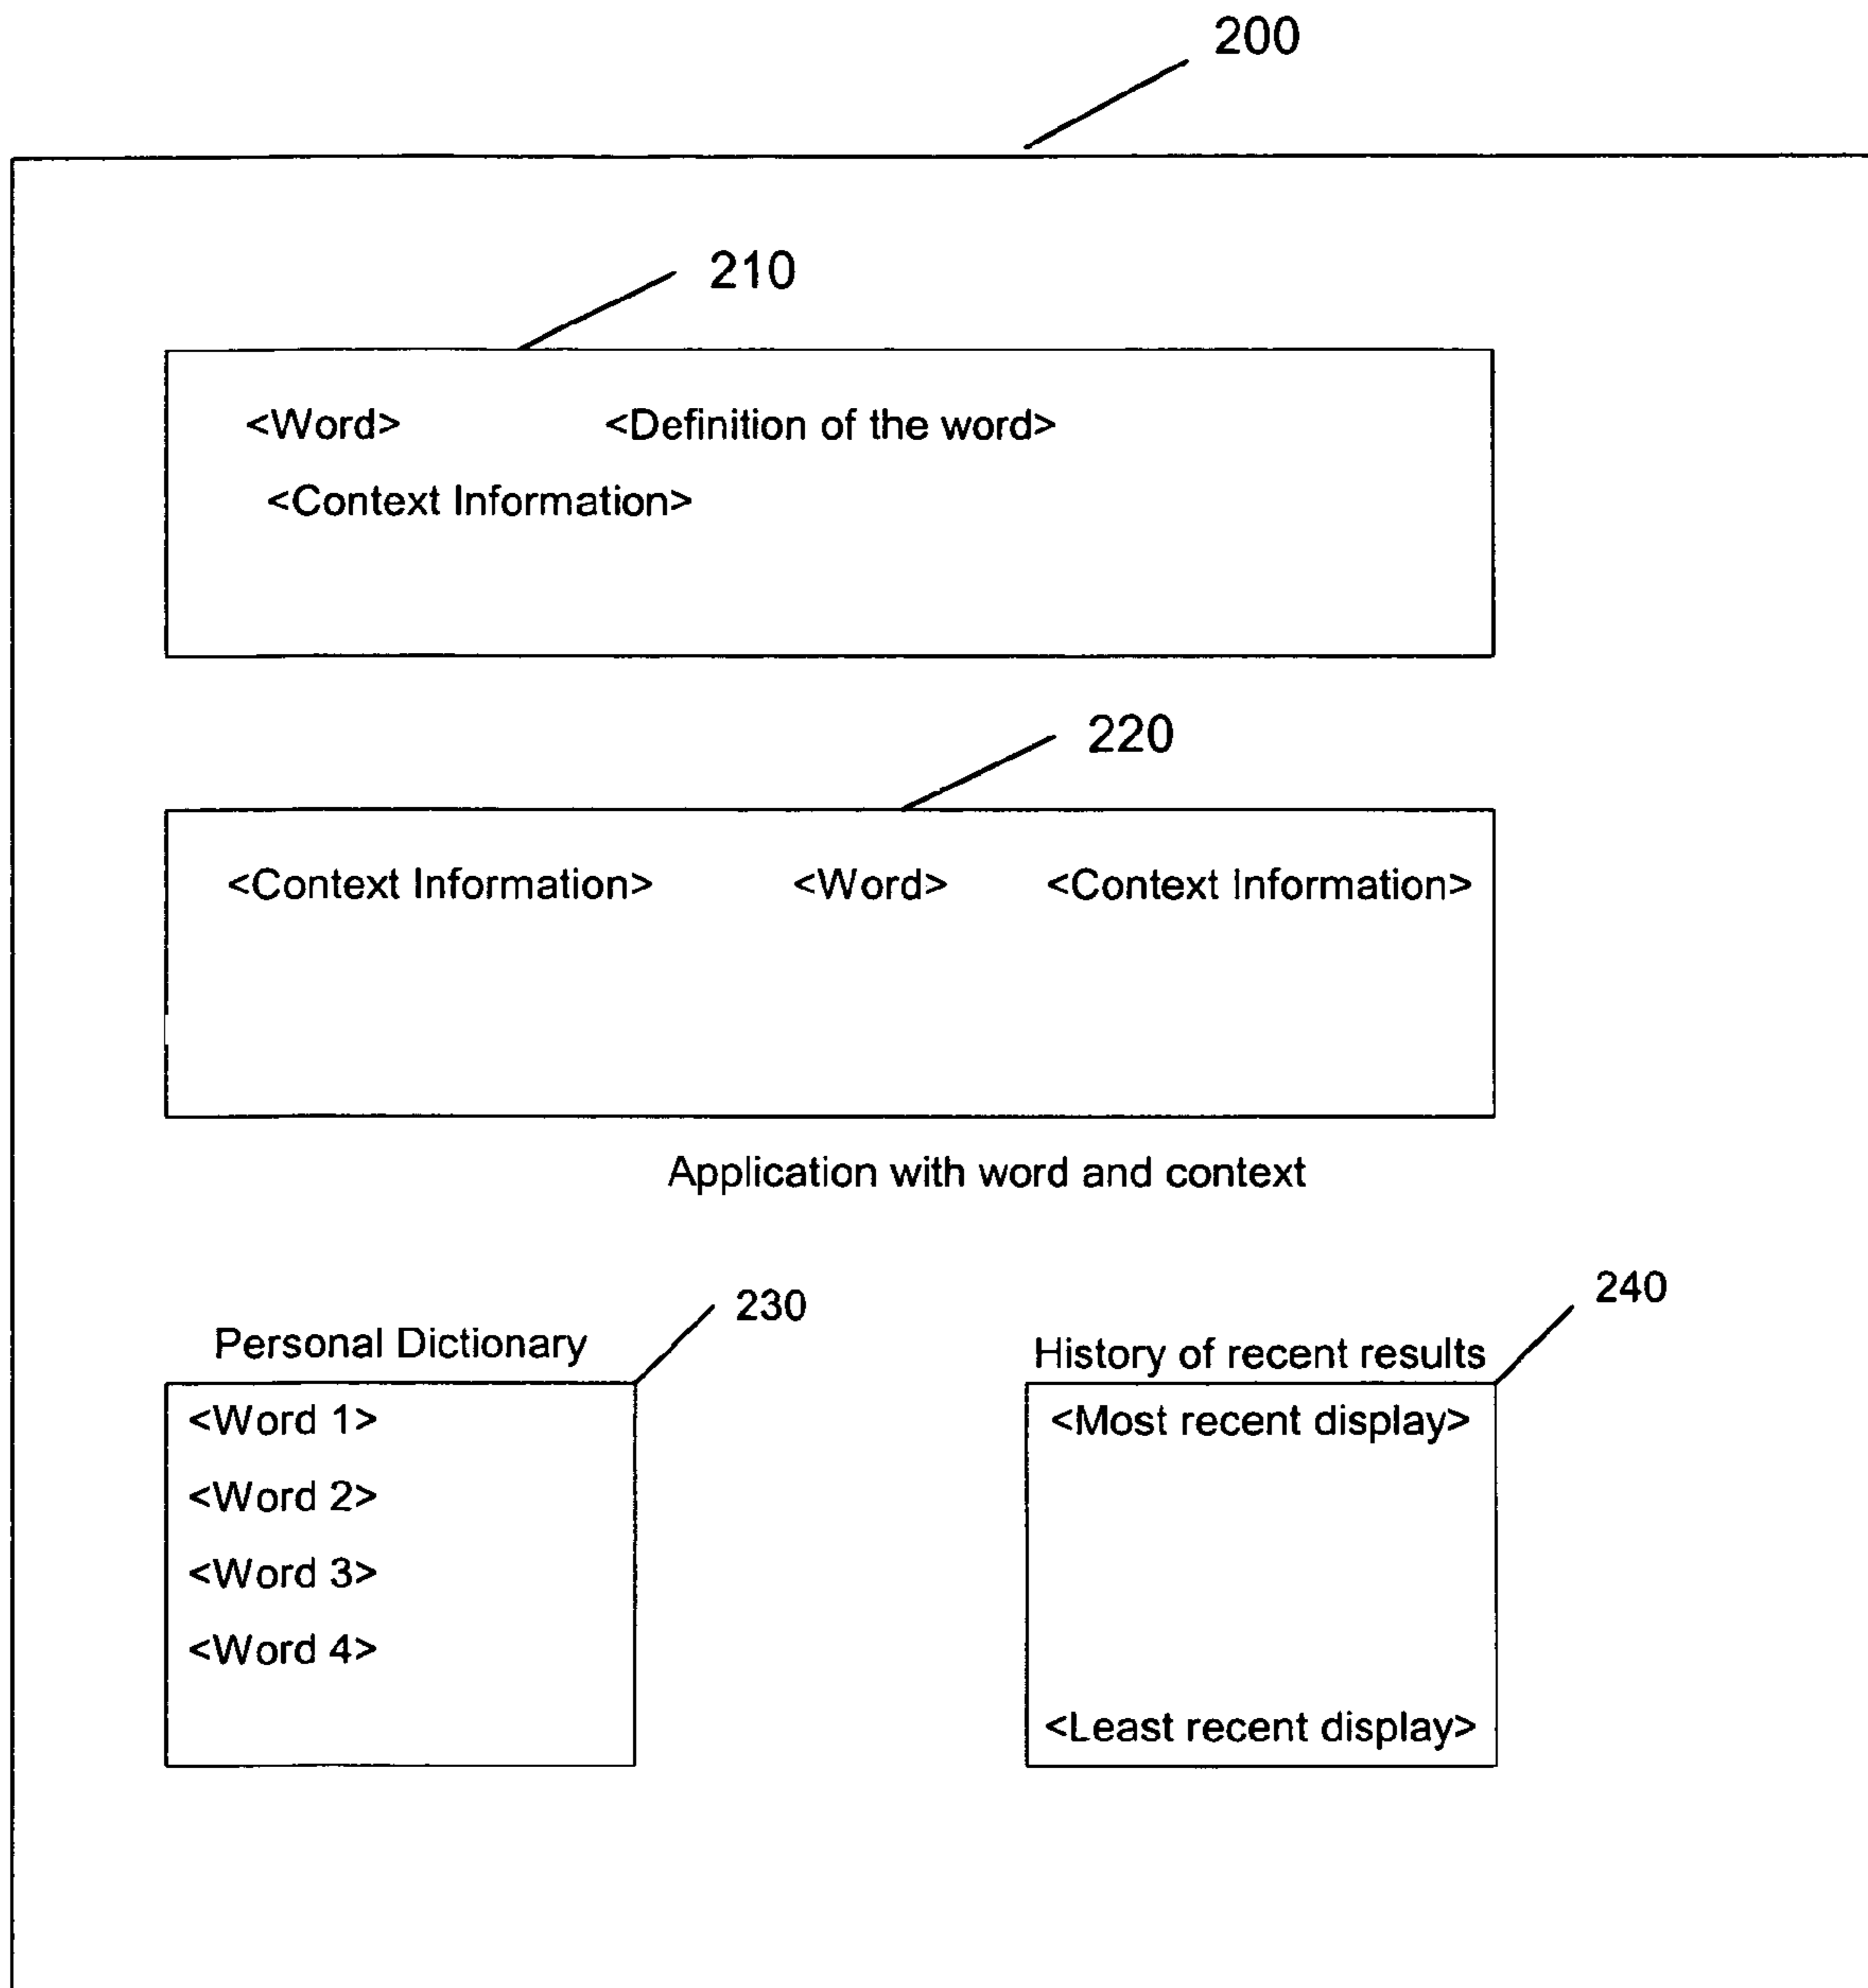 200
210
<Word> <Definition of the word>
<Context Information>
220
<Context Information> <Word> <Context Information>
Application with word and context
230
Personal Dictionary
<Word 1>
<Word 2>
<Word 3>
<Word 4>
240
History of recent results
<Most recent display>
<Least recent display>